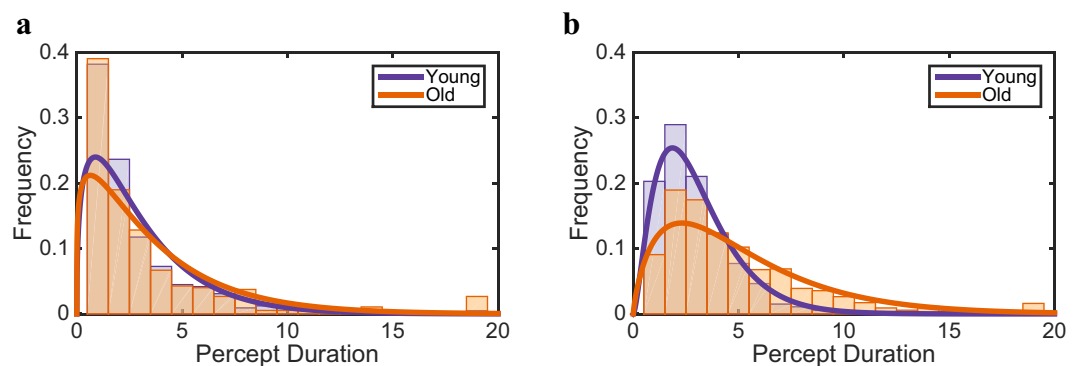 a
Frequency
0.4
0.3
0.2
0.1
0
Young
Old
0 5 10 15 20
Percept Duration
b
Frequency
0.4
0.3
0.2
0.1
0
Young
Old
0 5 10 15 20
Percept Duration